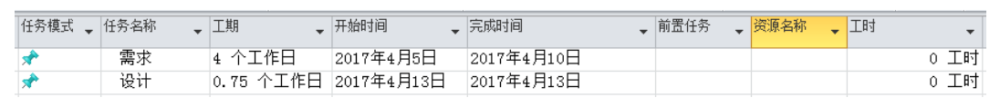 任务模式 任务名称 工期 开始时间 完成时间 前置任务 资源名称 工时
需求 4 个工作日 2017年4月5日 2017年4月10日 0 工时
设计 0.75 个工作日 2017年4月13日 2017年4月13日 0 工时